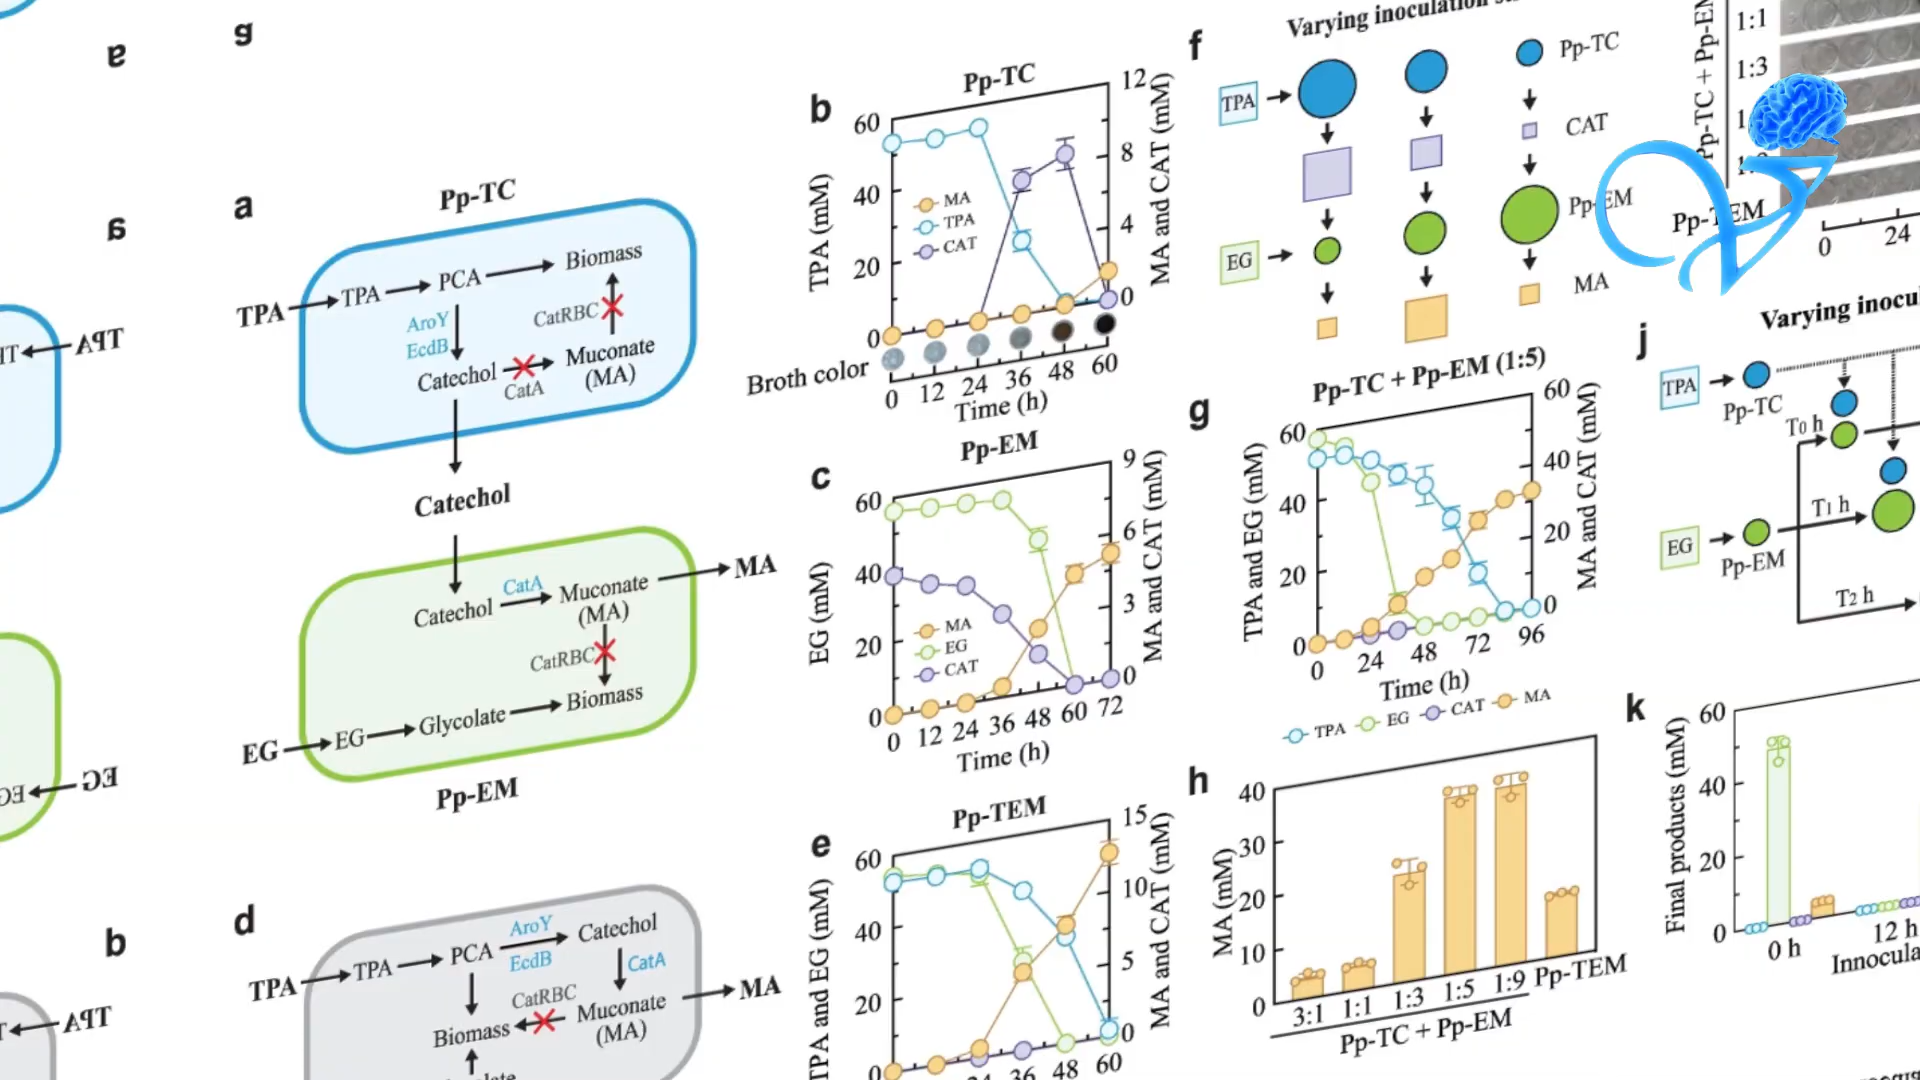 a
Pp-TC
TPA
TPA
PCA
Biomass
AroY
EcdB
CatRBC
Catechol
CatA
Muconate
(MA)
Catechol
Catechol
CatA
Muconate
(MA)
MA
CatRBC
EG
EG
Glycolate
Biomass
Pp-EM
d
TPA
TPA
PCA
AroY
EcdB
Catechol
CatA
CatRBC
Biomass
Muconate
(MA)
MA
b
Pp-TC
TPA (mM)
60
40
20
0
MA
TPA
CAT
12
8
4
0
MA and CAT (mM)
Broth color
0 12 24 36 48 60
Time (h)
c
Pp-EM
EG (mM)
60
40
20
0
MA
EG
CAT
9
6
3
0
MA and CAT (mM)
0 12 24 36 48 60 72
Time (h)
e
Pp-TEM
TPA and EG (mM)
60
40
20
0
15
10
5
0
MA and CAT (mM)
24 36 48 60
f
Varying inoculation
TPA
EG
Pp-TC
CAT
Pp-EM
MA
g
Pp-TC + Pp-EM (1:5)
TPA and EG (mM)
60
40
20
0
60
40
20
0
MA and CAT (mM)
0 24 48 72 96
Time (h)
TPA EG CAT MA
h
MA (mM)
40
30
20
10
0
3:1 1:1 1:3 1:5 1:9 Pp-TEM
Pp-TC + Pp-EM
Pp-TC + Pp-EM
1:1
1:3
Pp-TEM
0 24
j
Varying inocu
TPA
Pp-TC
T0 h
T1 h
EG
Pp-EM
T2 h
k
Final products (mM)
60
40
20
0
0 h 12 h
Innocula